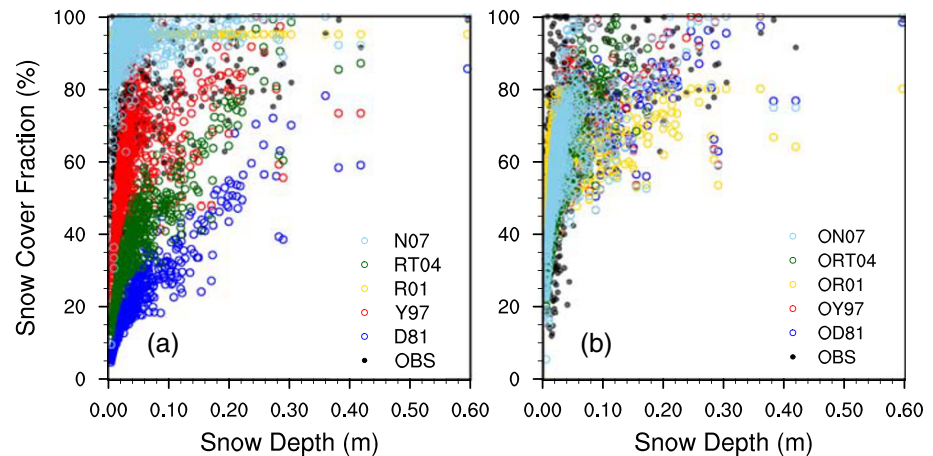 Snow Cover Fraction (%)
100
80
60
40
20
0
N07
RT04
R01
Y97
D81
OBS
(a)
0.00 0.10 0.20 0.30 0.40 0.50 0.60
Snow Depth (m)
100
80
60
40
20
0
ON07
ORT04
OR01
OY97
OD81
OBS
(b)
0.00 0.10 0.20 0.30 0.40 0.50 0.60
Snow Depth (m)